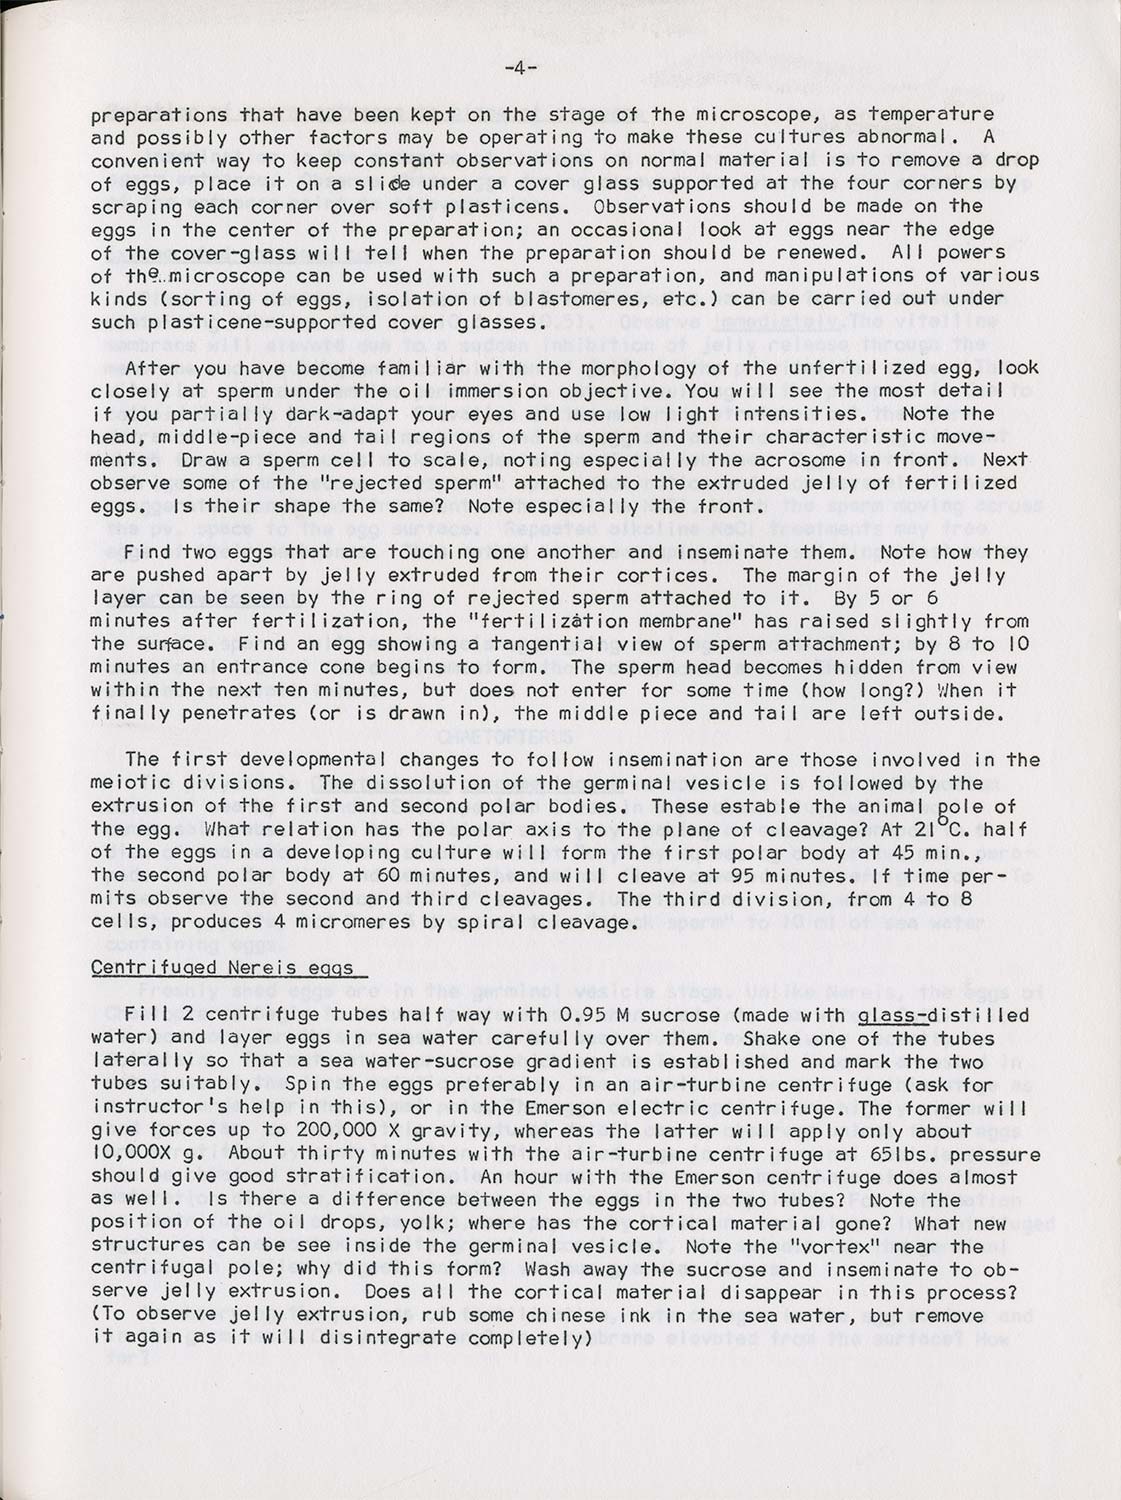 -4-
preparations that have been kept on the stage of the microscope, as temperature
and possibly other factors may be operating to make these cultures abnormal. A
convenient way to keep constant observations on normal material is to remove a drop
of eggs, place it on a slide under a cover glass supported at the four corners by
scraping each corner over soft plasticens. Observations should be made on the
eggs in the center of the preparation; an occasional look at eggs near the edge
of the cover-glass will tell when the preparation should be renewed. All powers
of the..microscope can be used with such a preparation, and manipulations of various
kinds (sorting of eggs, isolation of blastomeres, etc.) can be carried out under
such plasticene-supported cover glasses.
After you have become familiar with the morphology of the unfertilized egg, look
closely at sperm under the oil immersion objective. You will see the most detail
if you partially dark-adapt your eyes and use low light intensities. Note the
head, middle-piece and tail regions of the sperm and their characteristic move-
ments. Draw a sperm cell to scale, noting especially the acrosome in front. Next
observe some of the "rejected sperm" attached to the extruded jelly of fertilized
eggs. Is their shape the same? Note especially the front.
Find two eggs that are touching one another and inseminate them. Note how they
are pushed apart by jelly extruded from their cortices. The margin of the jelly
layer can be seen by the ring of rejected sperm attached to it. By 5 or 6
minutes after fertilization, the "fertilization membrane" has raised slightly from
the surface. Find an egg showing a tangential view of sperm attachment; by 8 to 10
minutes an entrance cone begins to form. The sperm head becomes hidden from view
within the next ten minutes, but does not enter for some time (how long?) When it
finally penetrates (or is drawn in), the middle piece and tail are left outside.
The first developmental changes to follow insemination are those involved in the
meiotic divisions. The dissolution of the germinal vesicle is followed by the
extrusion of the first and second polar bodies. These estable the animal pole of
the egg. What relation has the polar axis to the plane of cleavage? At 21°C. half
of the eggs in a developing culture will form the first polar body at 45 min.,
the second polar body at 60 minutes, and will cleave at 95 minutes. If time per-
mits observe the second and third cleavages. The third division, from 4 to 8
cells, produces 4 micromeres by spiral cleavage.
Centrifuged Nereis eggs
Fill 2 centrifuge tubes half way with 0.95 M sucrose (made with glass-distilled
water) and layer eggs in sea water carefully over them. Shake one of the tubes
laterally so that a sea water-sucrose gradient is established and mark the two
tubes suitably. Spin the eggs preferably in an air-turbine centrifuge (ask for
instructor's help in this), or in the Emerson electric centrifuge. The former will
give forces up to 200,000 X gravity, whereas the latter will apply only about
10,000X g. About thirty minutes with the air-turbine centrifuge at 65lbs. pressure
should give good stratification. An hour with the Emerson centrifuge does almost
as well. Is there a difference between the eggs in the two tubes? Note the
position of the oil drops, yolk; where has the cortical material gone? What new
structures can be see inside the germinal vesicle. Note the "vortex" near the
centrifugal pole; why did this form? Wash away the sucrose and inseminate to ob-
serve jelly extrusion. Does all the cortical material disappear in this process?
(To observe jelly extrusion, rub some chinese ink in the sea water, but remove
it again as it will disintegrate completely)